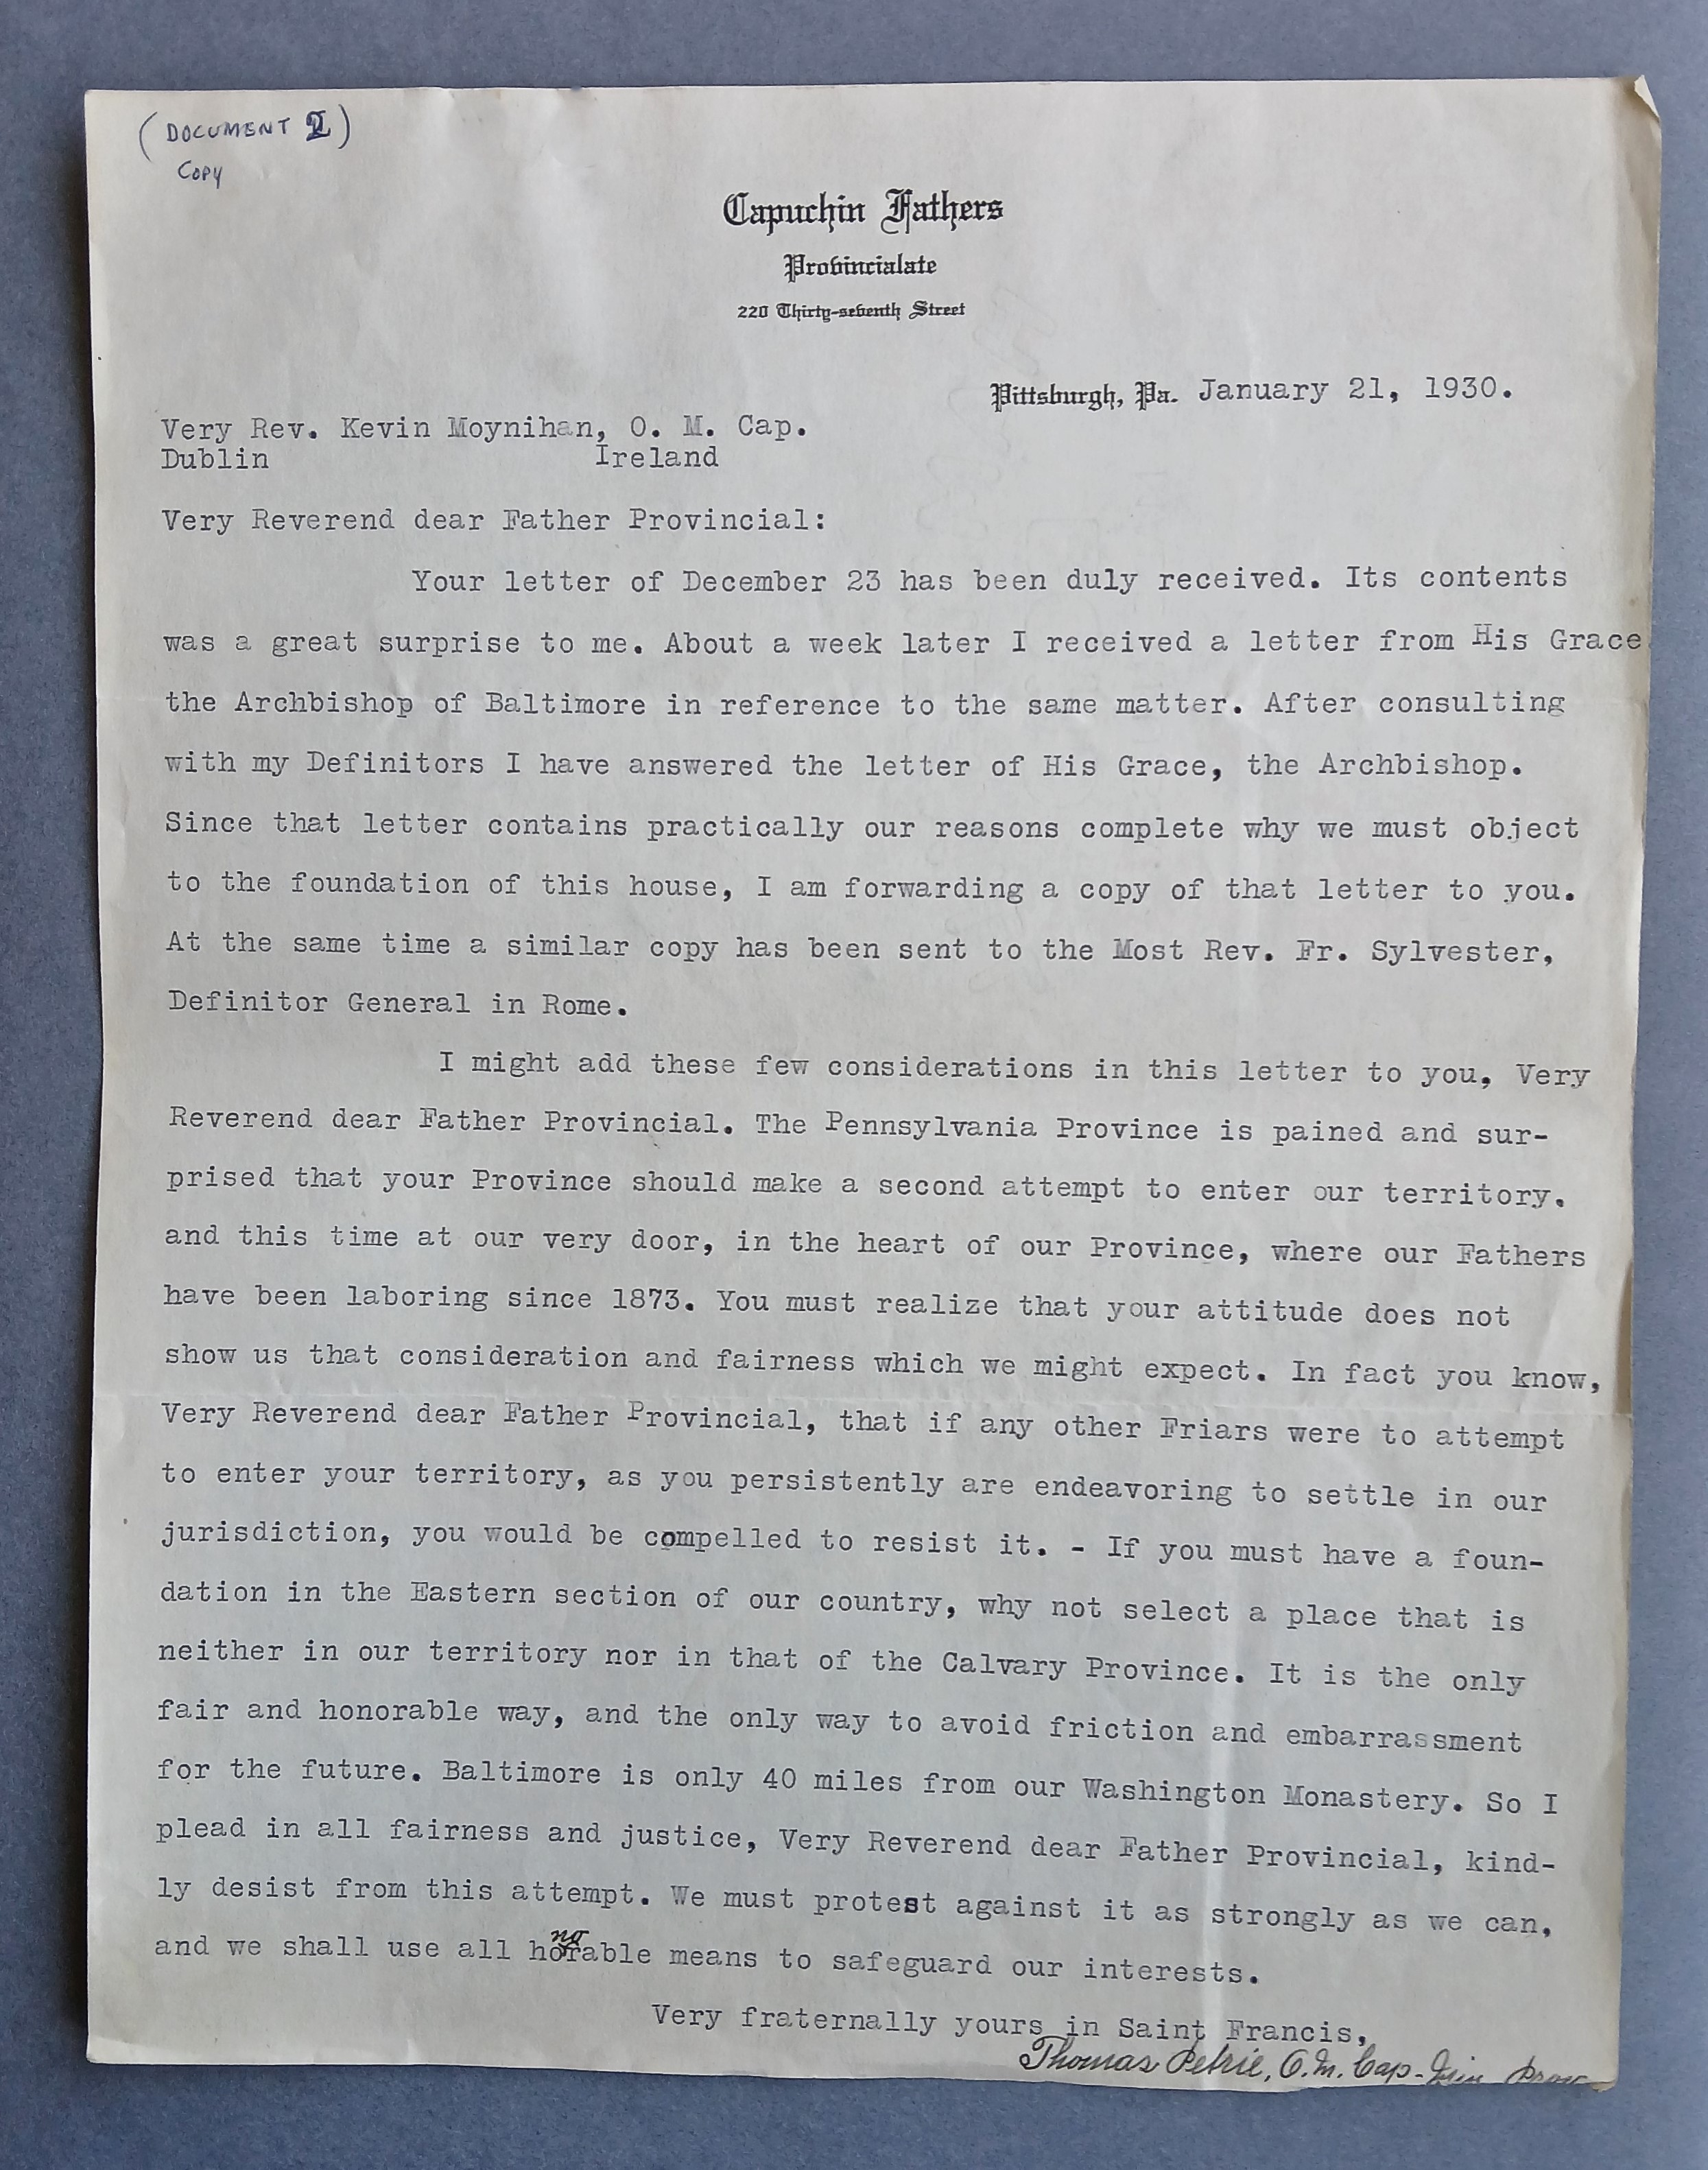 (DOCUMENT II)
COPY
Capuchin Fathers
Provincialate
220 Thirty-seventh Street
Pittsburgh, Pa. January 21, 1930.
Very Rev. Kevin Moynihan, O. M. Cap.
Dublin Ireland
Very Reverend dear Father Provincial:
Your letter of December 23 has been duly received. Its contents
was a great surprise to me. About a week later I received a letter from His Grace
the Archbishop of Baltimore in reference to the same matter. After consulting
with my Definitors I have answered the letter of His Grace, the Archbishop.
Since that letter contains practically our reasons complete why we must object
to the foundation of this house, I am forwarding a copy of that letter to you.
At the same time a similar copy has been sent to the Most Rev. Fr. Sylvester,
Definitor General in Rome.
I might add these few considerations in this letter to you, Very
Reverend dear Father Provincial. The Pennsylvania Province is pained and sur-
prised that your Province should make a second attempt to enter our territory.
and this time at our very door, in the heart of our Province, where our Fathers
have been laboring since 1873. You must realize that your attitude does not
show us that consideration and fairness which we might expect. In fact you know,
Very Reverend dear Father Provincial, that if any other Friars were to attempt
to enter your territory, as you persistently are endeavoring to settle in our
jurisdiction, you would be compelled to resist it. - If you must have a foun-
dation in the Eastern section of our country, why not select a place that is
neither in our territory nor in that of the Calvary Province. It is the only
fair and honorable way, and the only way to avoid friction and embarrassment
for the future. Baltimore is only 40 miles from our Washington Monastery. So I
plead in all fairness and justice, Very Reverend dear Father Provincial, kind-
ly desist from this attempt. We must protest against it as strongly as we can,
and we shall use all honorable means to safeguard our interests.
Very fraternally yours in Saint Francis,
Thomas Petrie, O.M. Cap. Min. Prov.